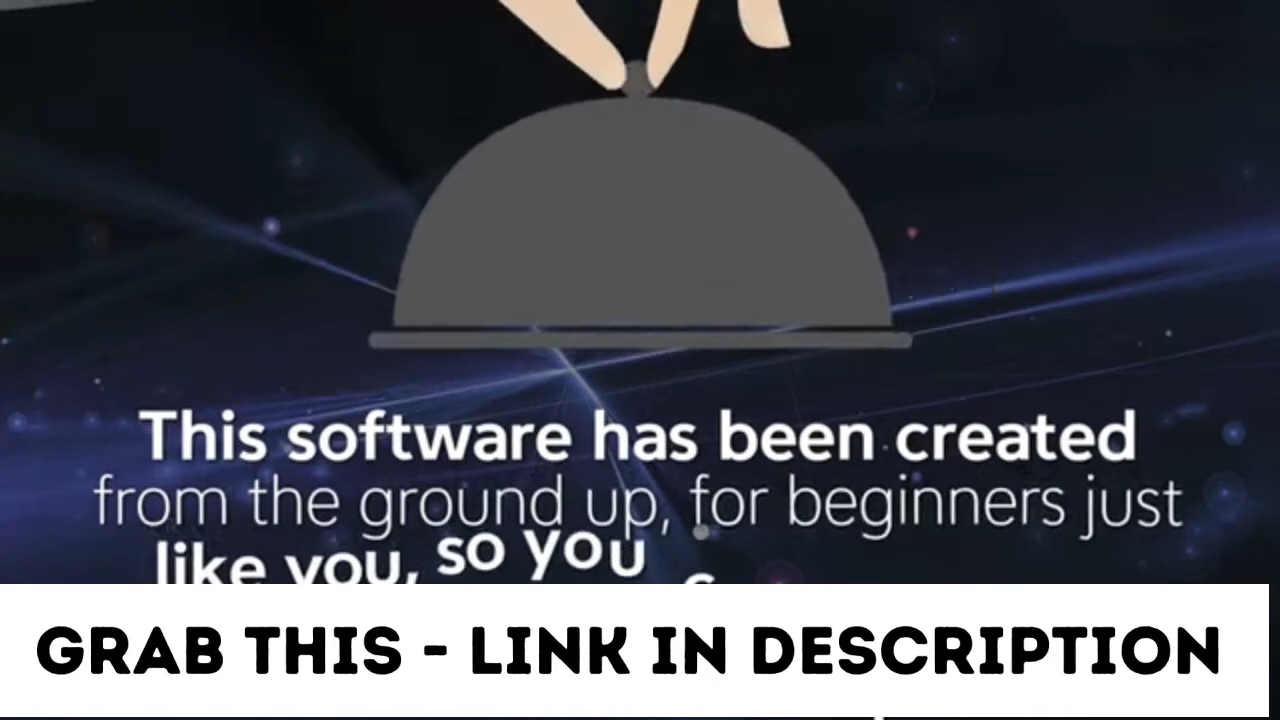 This software has been created
from the ground up, for beginners just
like you, so you
GRAB THIS - LINK IN DESCRIPTION